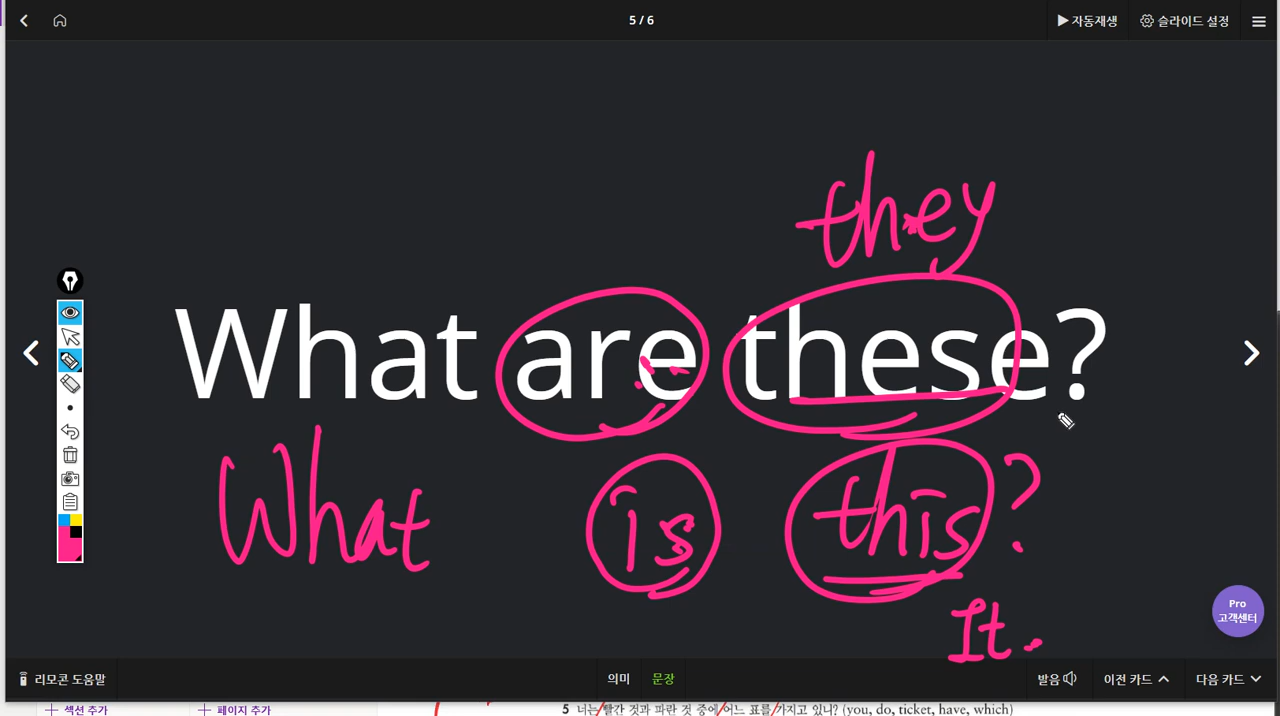 5 / 6
자동재생
슬라이드 설정
they
What are these?
What is this?
It.
Pro
고객센터
리모콘 도움말
의미
문장
발음
이전 카드
다음 카드
섹션 추가
페이지 추가
5 너는 빨간 것과 파란 것 중에 어느 표를 가지고 있니? (you, do, ticket, have, which)